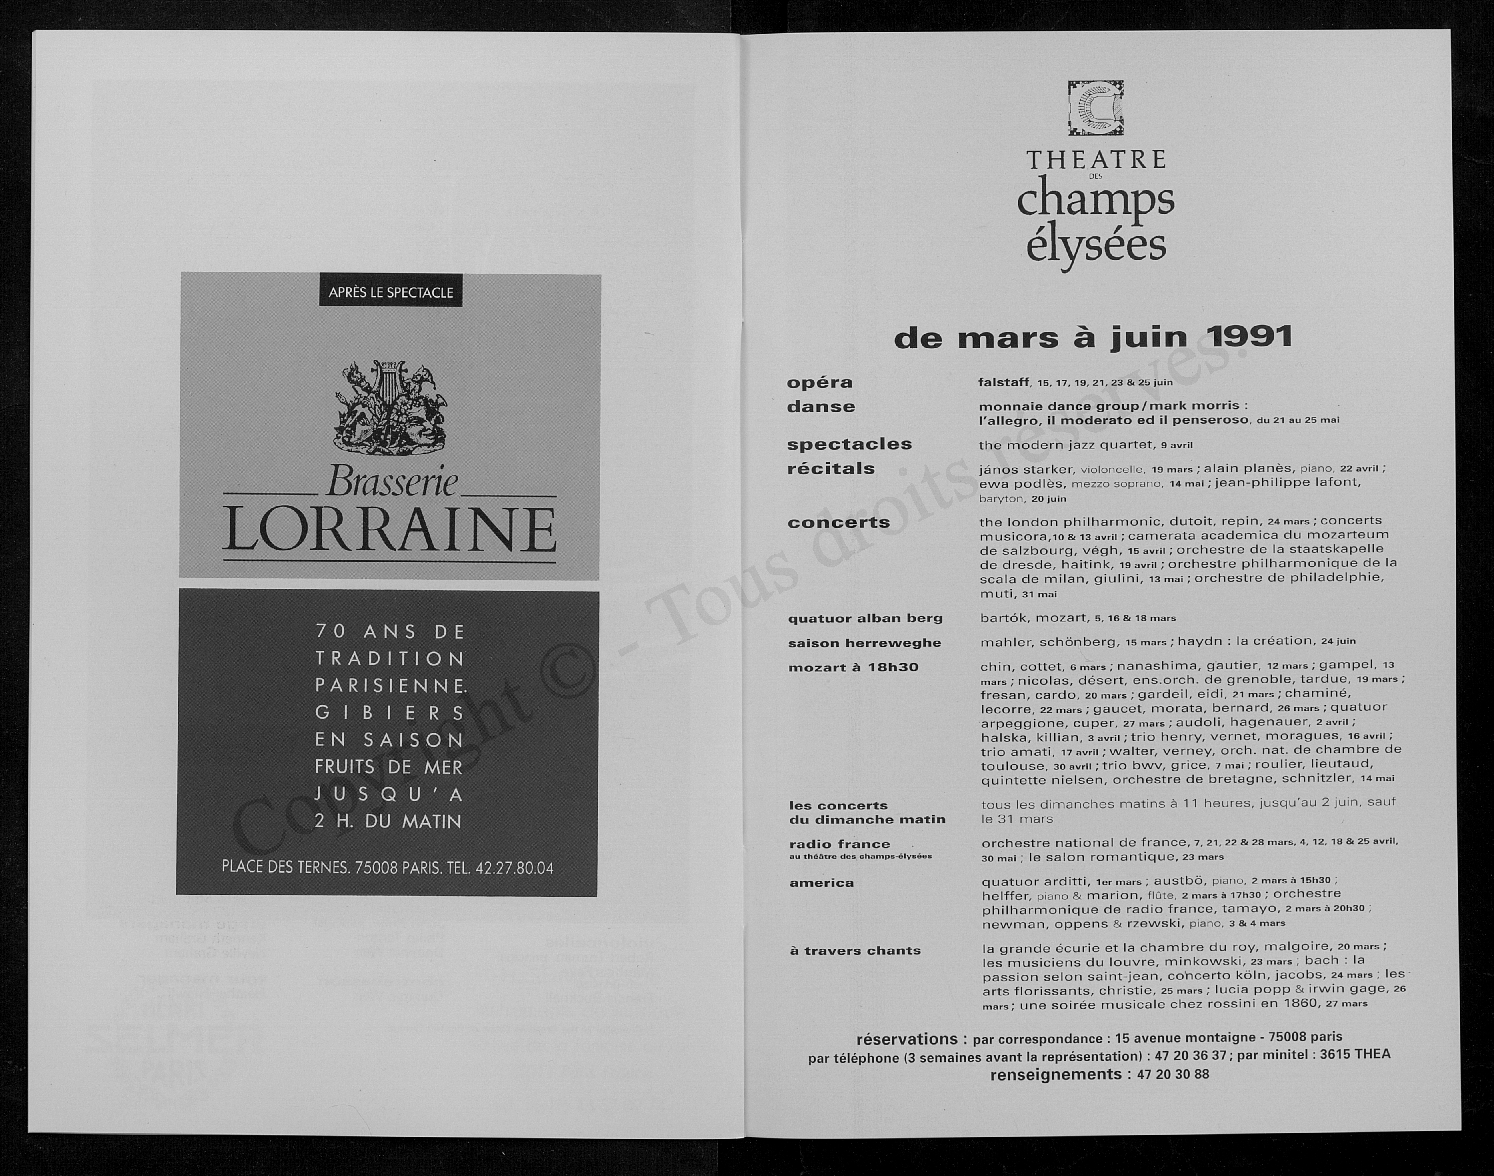 APRÈS LE SPECTACLE
Brasserie
LORRAINE
70 ANS DE
TRADITION
PARISIENNE.
GIBIERS
EN SAISON
FRUITS DE MER
JUSQU'A
2 H. DU MATIN
PLACE DES TERNES. 75008 PARIS. TEL. 42.27.80.04
THEATRE
DES
champs
élysées
de mars à juin 1991
opéra falstaff, 15, 17, 19, 21, 23 & 25 juin
danse monnaie dance group/mark morris :
l'allegro, il moderato ed il penseroso, du 21 au 25 mai
spectacles the modern jazz quartet, 9 avril
récitals jános starker, violoncelle, 19 mars ; alain planès, piano, 22 avril ;
ewa podlès, mezzo soprano, 14 mai ; jean-philippe lafont,
baryton, 20 juin
concerts the london philharmonic, dutoit, repin, 24 mars ; concerts
musicora,10 & 13 avril ; camerata academica du mozarteum
de salzbourg, végh, 15 avril ; orchestre de la staatskapelle
de dresde, haitink, 19 avril ; orchestre philharmonique de la
scala de milan, giulini, 13 mai ; orchestre de philadelphie,
muti, 31 mai
quatuor alban berg bartók, mozart, 5, 16 & 18 mars
saison herreweghe mahler, schönberg, 15 mars ; haydn : la création, 24 juin
mozart à 18h30 chin, cottet, 6 mars ; nanashima, gautier, 12 mars ; gampel, 13
mars ; nicolas, désert, ens.orch. de grenoble, tardue, 19 mars ;
fresan, cardo, 20 mars ; gardeil, eidi, 21 mars ; chaminé,
lecorre, 22 mars ; gaucet, morata, bernard, 26 mars ; quatuor
arpeggione, cuper, 27 mars ; audoli, hagenauer, 2 avril ;
halska, killian, 3 avril ; trio henry, vernet, moragues, 16 avril ;
trio amati, 17 avril ; walter, verney, orch. nat. de chambre de
toulouse, 30 avril ; trio bwv, grice, 7 mai ; roulier, lieutaud,
quintette nielsen, orchestre de bretagne, schnitzler, 14 mai
les concerts tous les dimanches matins à 11 heures, jusqu'au 2 juin, sauf
du dimanche matin le 31 mars
radio france orchestre national de france, 7, 21, 22 & 28 mars, 4, 12, 18 & 25 avril,
au théâtre des champs-élysées 30 mai ; le salon romantique, 23 mars
america quatuor arditti, 1er mars ; austbö, piano, 2 mars à 15h30 ;
helffer, piano & marion, flûte, 2 mars à 17h30 ; orchestre
philharmonique de radio france, tamayo, 2 mars à 20h30 ;
newman, oppens & rzewski, piano, 3 & 4 mars
à travers chants la grande écurie et la chambre du roy, malgoire, 20 mars ;
les musiciens du louvre, minkowski, 23 mars ; bach : la
passion selon saint-jean, concerto köln, jacobs, 24 mars ; les
arts florissants, christie, 25 mars ; lucia popp & irwin gage, 26
mars ; une soirée musicale chez rossini en 1860, 27 mars
réservations : par correspondance : 15 avenue montaigne - 75008 paris
par téléphone (3 semaines avant la représentation) : 47 20 36 37 ; par minitel : 3615 THEA
renseignements : 47 20 30 88
Copyright © - Tous droits réservés.